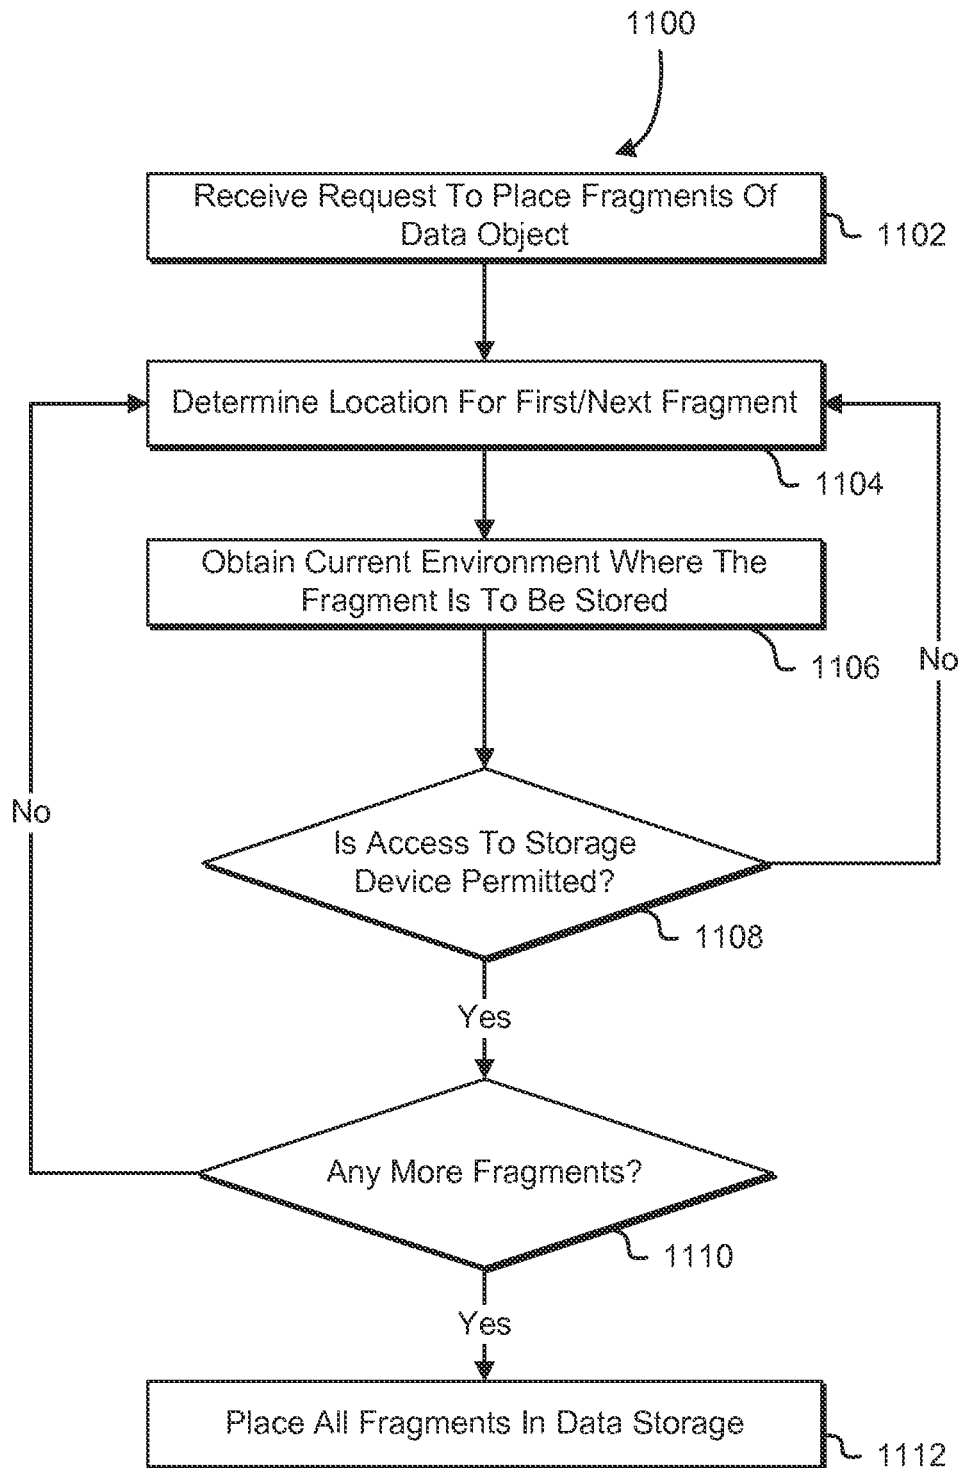 1100
Receive Request To Place Fragments Of
Data Object
1102
Determine Location For First/Next Fragment
1104
Obtain Current Environment Where The
Fragment Is To Be Stored
1106
No
No
Is Access To Storage
Device Permitted?
1108
Yes
Any More Fragments?
1110
Yes
Place All Fragments In Data Storage
1112